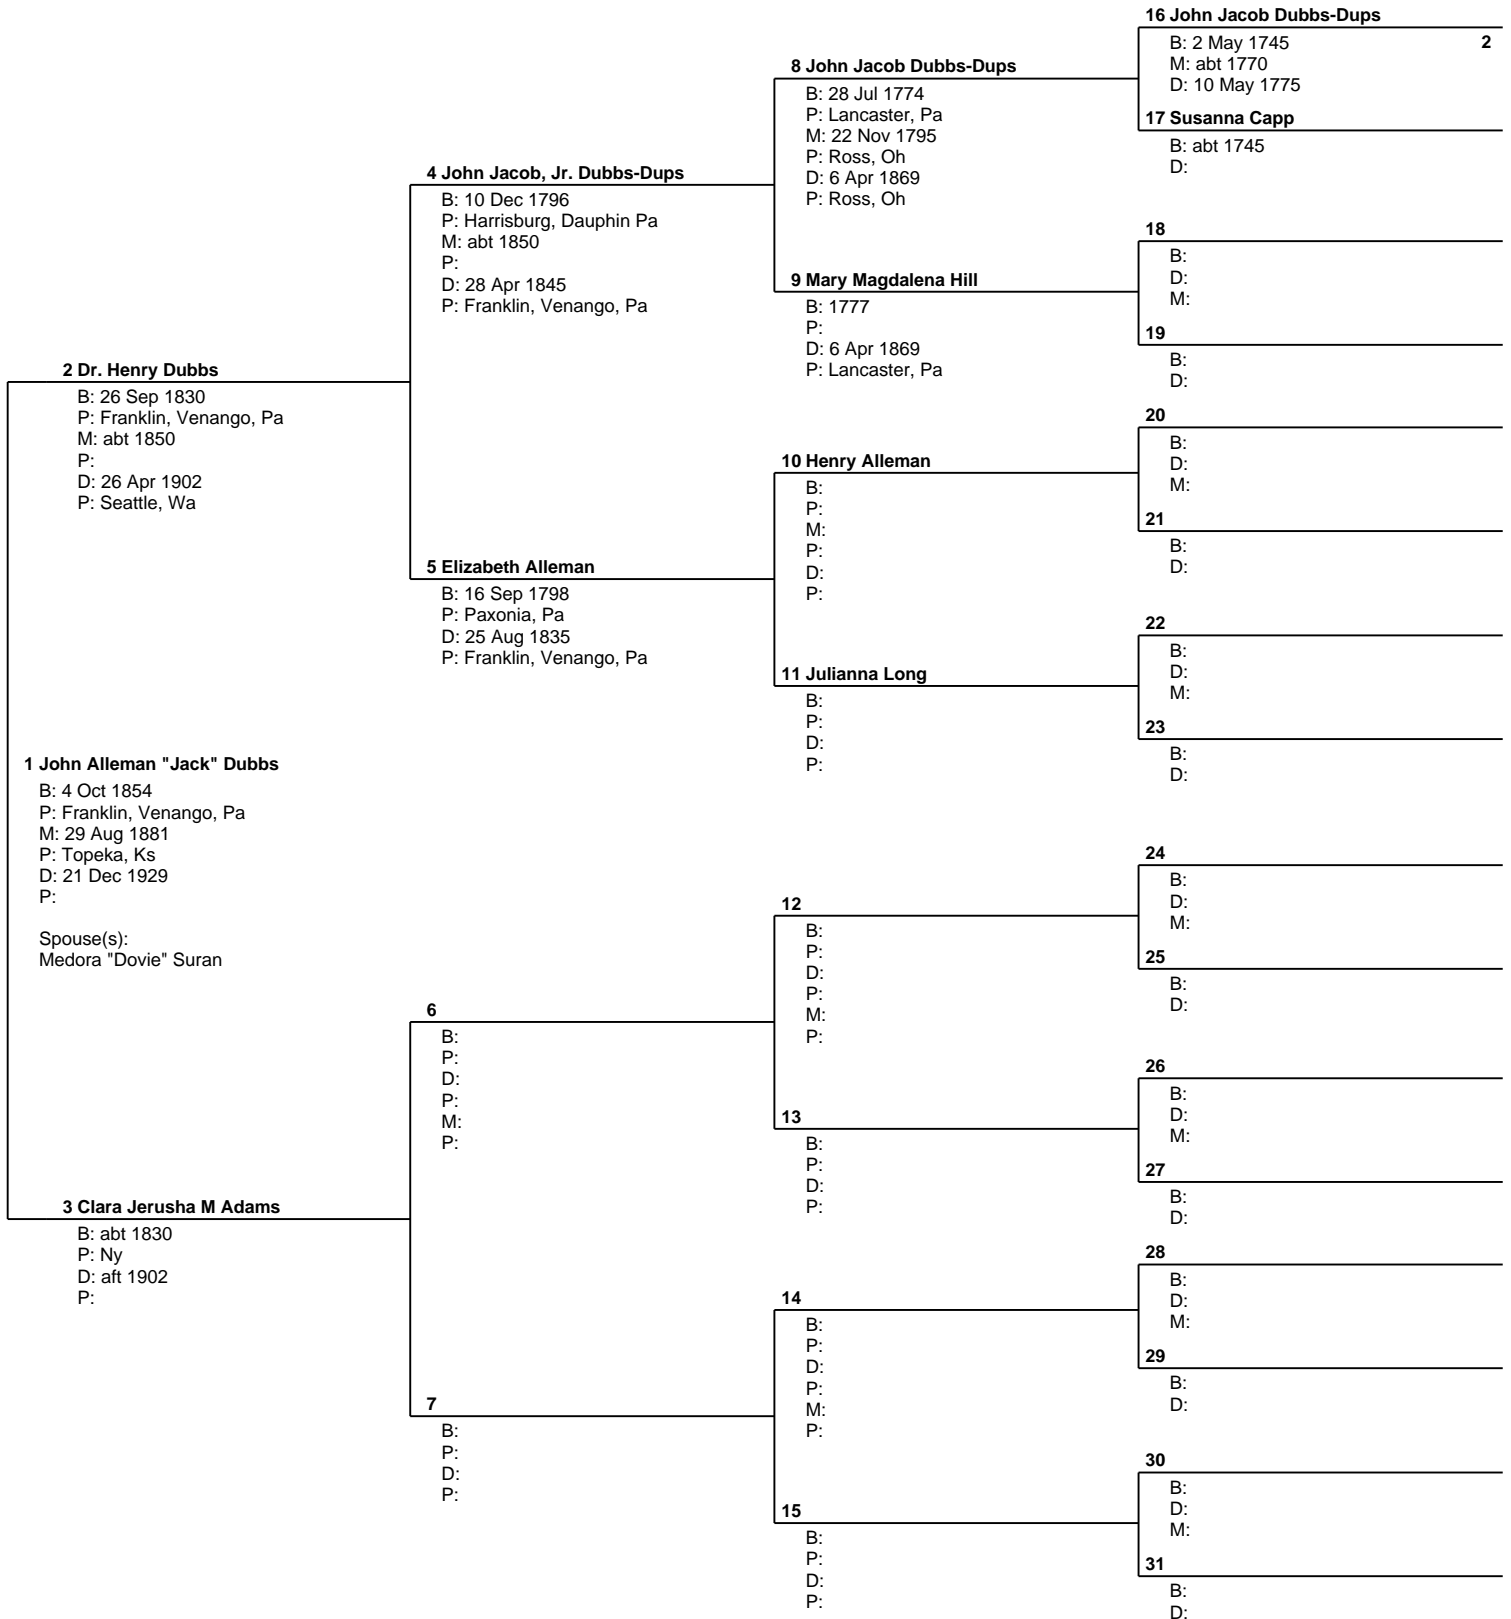 16 John Jacob Dubbs-Dups
B: 2 May 1745 2
M: abt 1770
D: 10 May 1775
8 John Jacob Dubbs-Dups
B: 28 Jul 1774
P: Lancaster, Pa
M: 22 Nov 1795
P: Ross, Oh
D: 6 Apr 1869
P: Ross, Oh
17 Susanna Capp
B: abt 1745
D:
4 John Jacob, Jr. Dubbs-Dups
B: 10 Dec 1796
P: Harrisburg, Dauphin Pa
M: abt 1850
P:
D: 28 Apr 1845
P: Franklin, Venango, Pa
18
B:
D:
M:
9 Mary Magdalena Hill
B: 1777
P:
D: 6 Apr 1869
P: Lancaster, Pa
19
B:
D:
2 Dr. Henry Dubbs
B: 26 Sep 1830
P: Franklin, Venango, Pa
M: abt 1850
P:
D: 26 Apr 1902
P: Seattle, Wa
20
B:
D:
M:
10 Henry Alleman
B:
P:
M:
P:
D:
P:
21
B:
D:
5 Elizabeth Alleman
B: 16 Sep 1798
P: Paxonia, Pa
D: 25 Aug 1835
P: Franklin, Venango, Pa
22
B:
D:
M:
11 Julianna Long
B:
P:
D:
P:
23
B:
D:
1 John Alleman "Jack" Dubbs
B: 4 Oct 1854
P: Franklin, Venango, Pa
M: 29 Aug 1881
P: Topeka, Ks
D: 21 Dec 1929
P:
Spouse(s):
Medora "Dovie" Suran
24
B:
D:
M:
12
B:
P:
D:
P:
M:
P:
25
B:
D:
6
B:
P:
D:
P:
M:
P:
26
B:
D:
M:
13
B:
P:
D:
P:
27
B:
D:
3 Clara Jerusha M Adams
B: abt 1830
P: Ny
D: aft 1902
P:
28
B:
D:
M:
14
B:
P:
D:
P:
M:
P:
29
B:
D:
7
B:
P:
D:
P:
30
B:
D:
M:
15
B:
P:
D:
P:
31
B:
D: